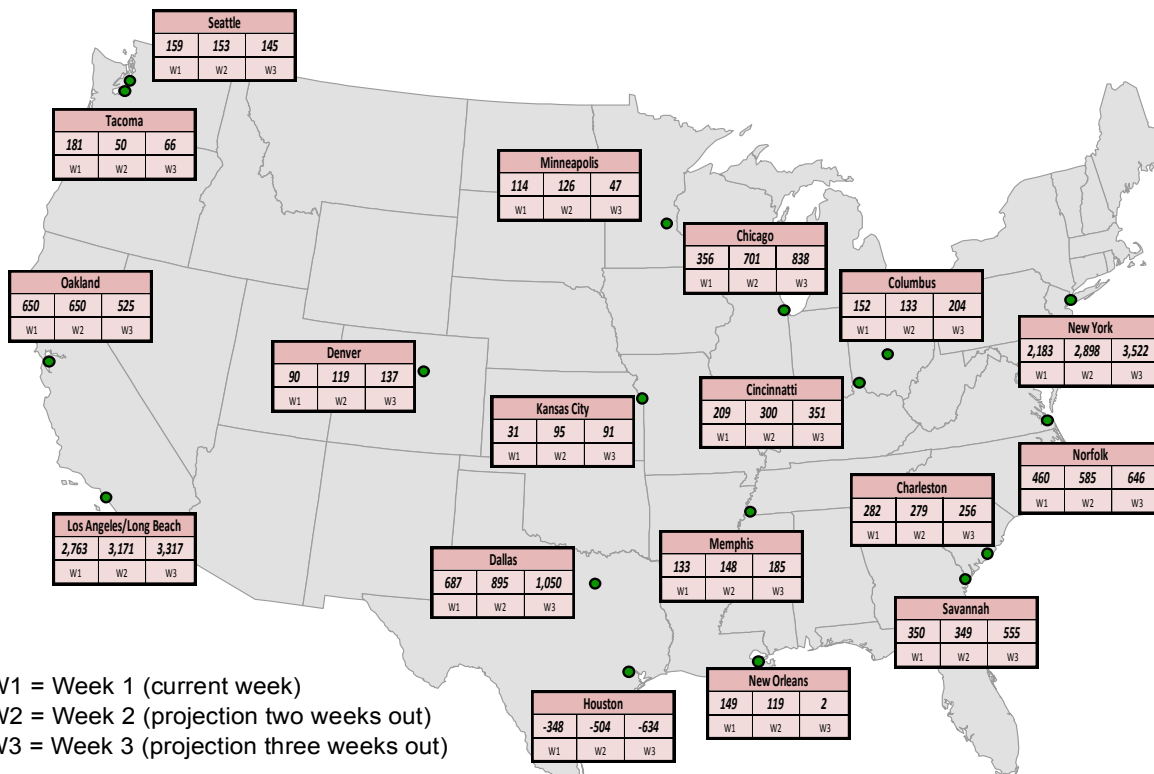 Seattle
159 153 145
W1 W2 W3
Tacoma
181 50 66
W1 W2 W3
Minneapolis
114 126 47
W1 W2 W3
Chicago
356 701 838
W1 W2 W3
Oakland
650 650 525
W1 W2 W3
Columbus
152 133 204
W1 W2 W3
New York
2,183 2,898 3,522
W1 W2 W3
Denver
90 119 137
W1 W2 W3
Cincinnatti
209 300 351
W1 W2 W3
Kansas City
31 95 91
W1 W2 W3
Norfolk
460 585 646
W1 W2 W3
Charleston
282 279 256
W1 W2 W3
Los Angeles/Long Beach
2,763 3,171 3,317
W1 W2 W3
Memphis
133 148 185
W1 W2 W3
Dallas
687 895 1,050
W1 W2 W3
Savannah
350 349 555
W1 W2 W3
New Orleans
149 119 2
W1 W2 W3
Houston
-348 -504 -634
W1 W2 W3
W1 = Week 1 (current week)
W2 = Week 2 (projection two weeks out)
W3 = Week 3 (projection three weeks out)